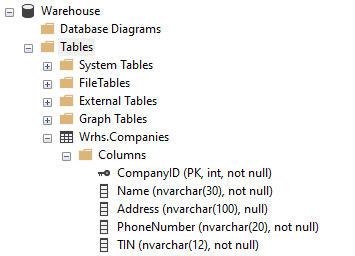 Warehouse
Database Diagrams
Tables
System Tables
FileTables
External Tables
Graph Tables
Wrhs.Companies
Columns
CompanyID (PK, int, not null)
Name (nvarchar(30), not null)
Address (nvarchar(100), null)
PhoneNumber (nvarchar(20), not null)
TIN (nvarchar(12), not null)